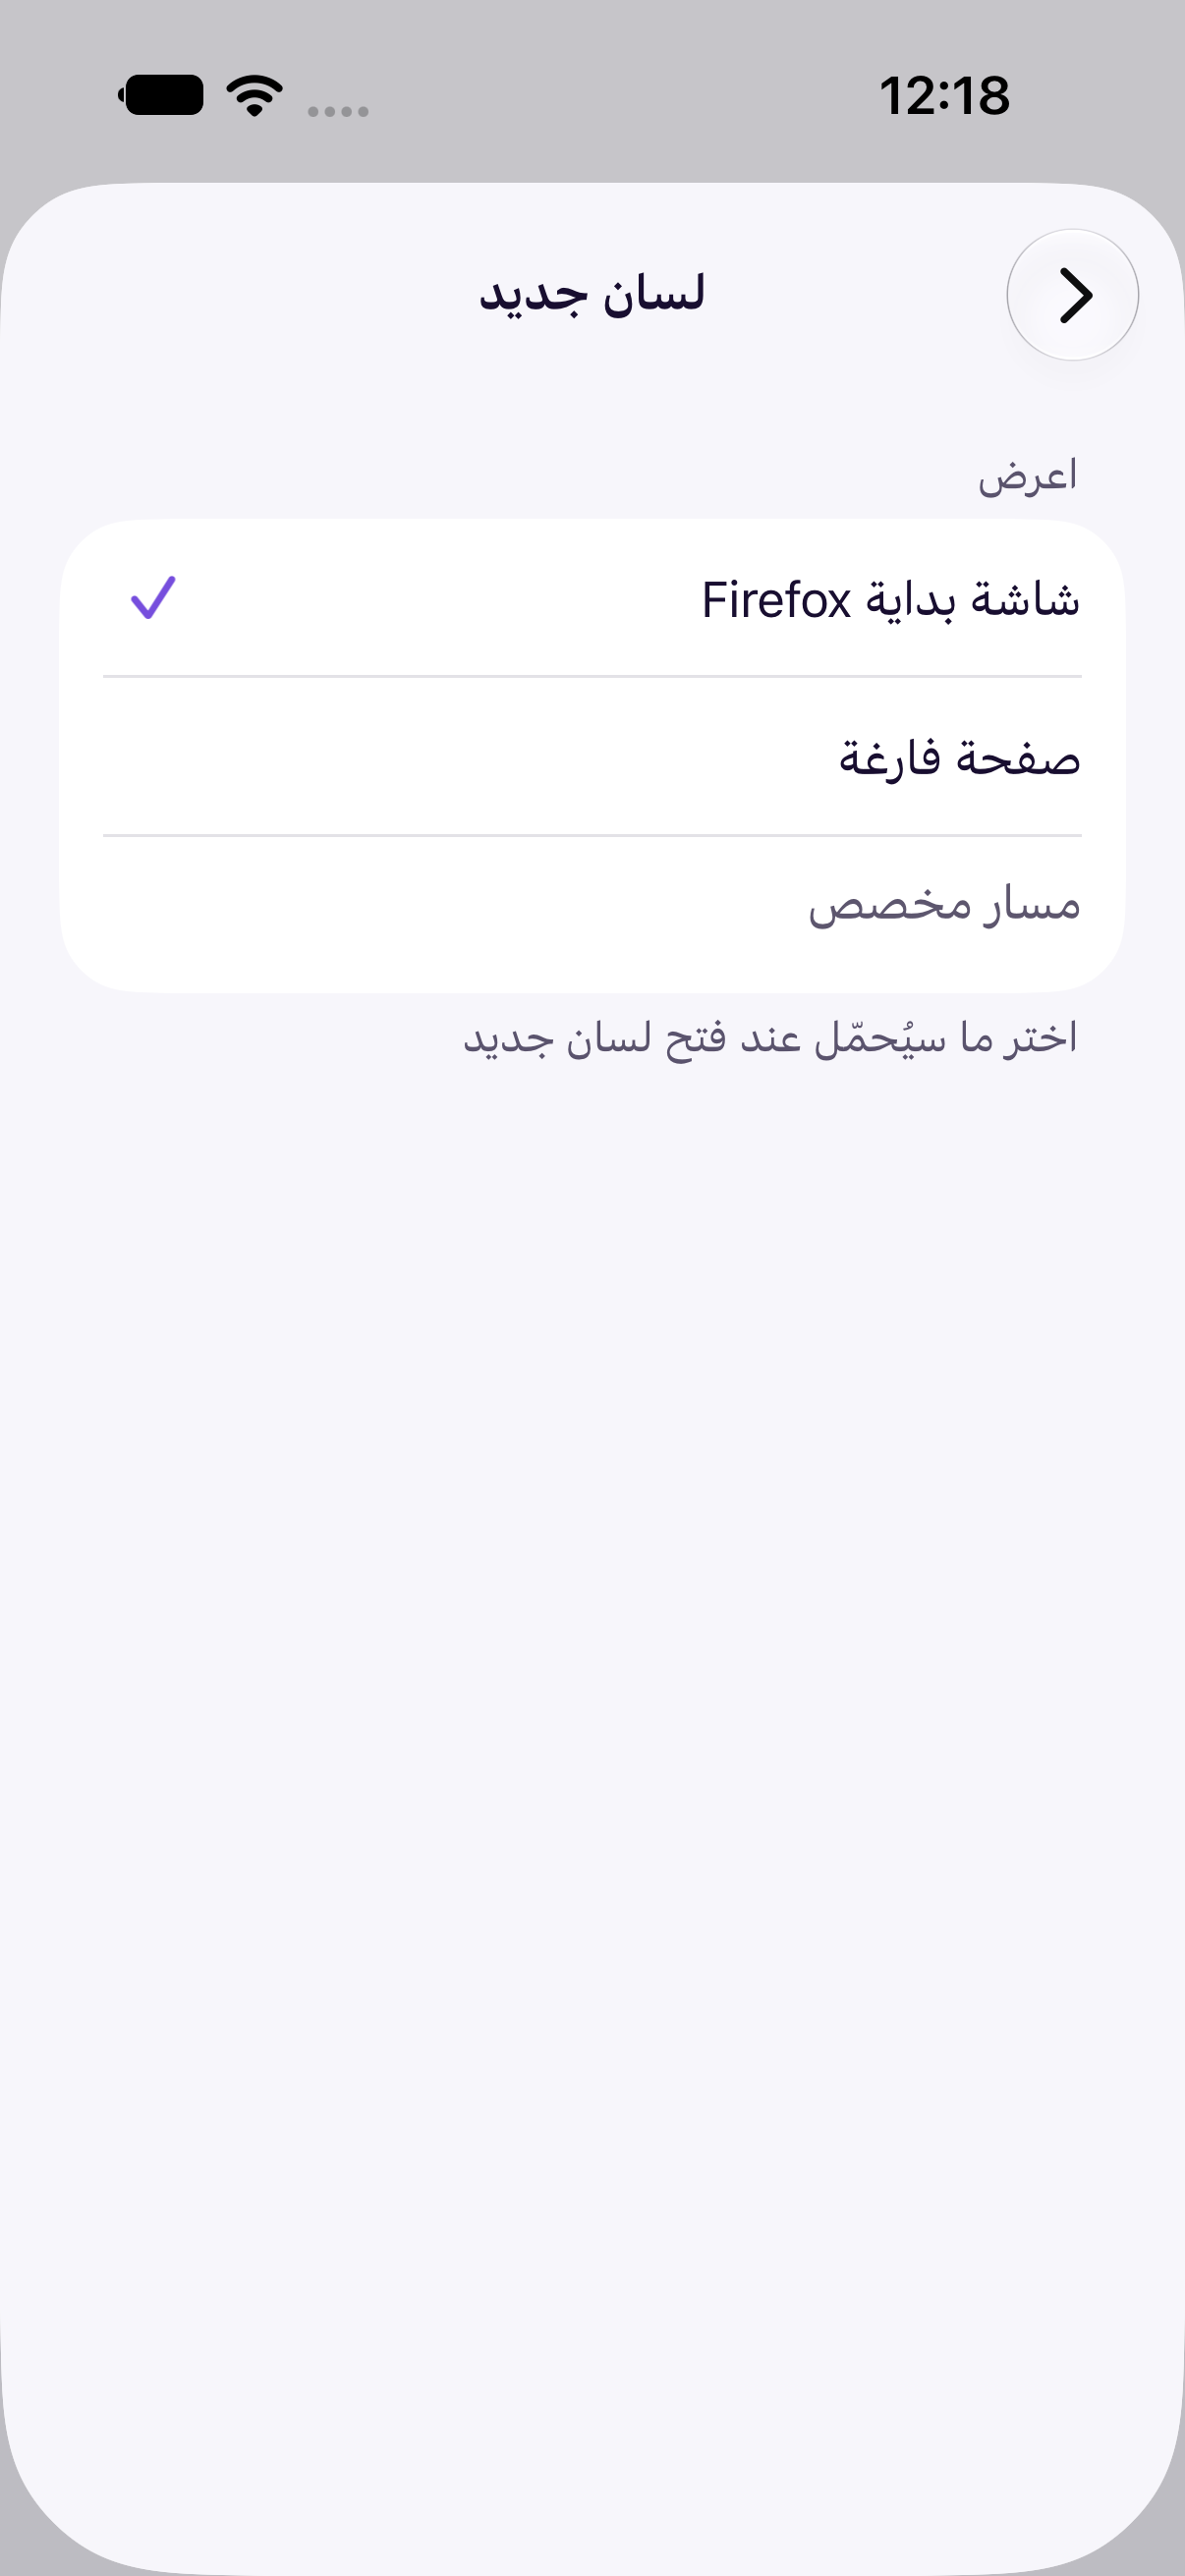 12:18
لسان جديد
اعرض
شاشة بداية Firefox
صفحة فارغة
مسار مخصص
اختر ما سيُحمّل عند فتح لسان جديد